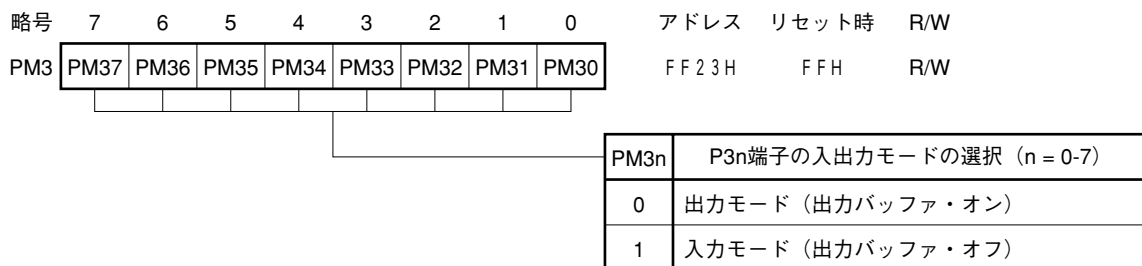 略号 7 6 5 4 3 2 1 0 アドレス リセット時 R/W
PM3 PM37 PM36 PM35 PM34 PM33 PM32 PM31 PM30 FF23H FFH R/W
PM3n P3n端子の入出力モードの選択（n = 0-7）
0 出力モード（出力バッファ・オン）
1 入力モード（出力バッファ・オフ）